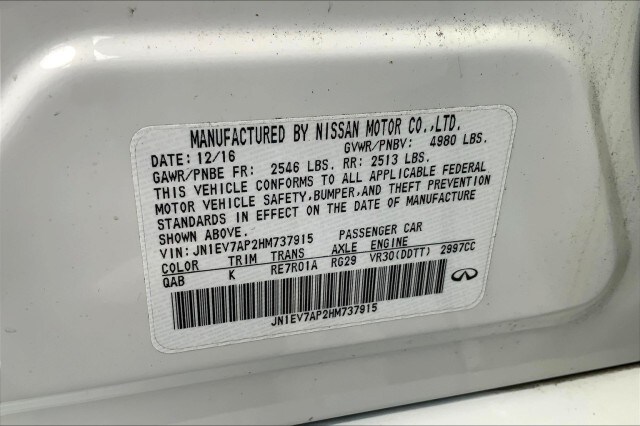 MANUFACTURED BY NISSAN MOTOR CO.,LTD.
DATE: 12/16 GVWR/PNBV: 4980 LBS.
GAWR/PNBE FR: 2546 LBS. RR: 2513 LBS.
THIS VEHICLE CONFORMS TO ALL APPLICABLE FEDERAL
MOTOR VEHICLE SAFETY,BUMPER,AND THEFT PREVENTION
STANDARDS IN EFFECT ON THE DATE OF MANUFACTURE
SHOWN ABOVE.
VIN: JN1EV7AP2HM737915 PASSENGER CAR
COLOR TRIM TRANS AXLE ENGINE
QAB K RE7R01A RG29 VR30(DDTT) 2997CC
JN1EV7AP2HM737915